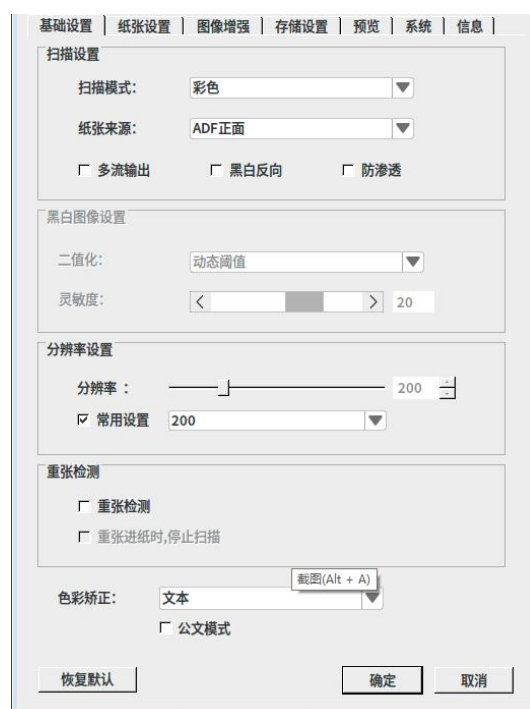 基础设置 纸张设置 图像增强 存储设置 预览 系统 信息
扫描设置
扫描模式: 彩色
纸张来源: ADF正面
多流输出 黑白反向 防渗透
黑白图像设置
二值化: 动态阈值
灵敏度: 20
分辨率设置
分辨率 : 200
常用设置 200
重张检测
重张检测
重张进纸时,停止扫描
截图(Alt + A)
色彩矫正: 文本
公文模式
恢复默认 确定 取消